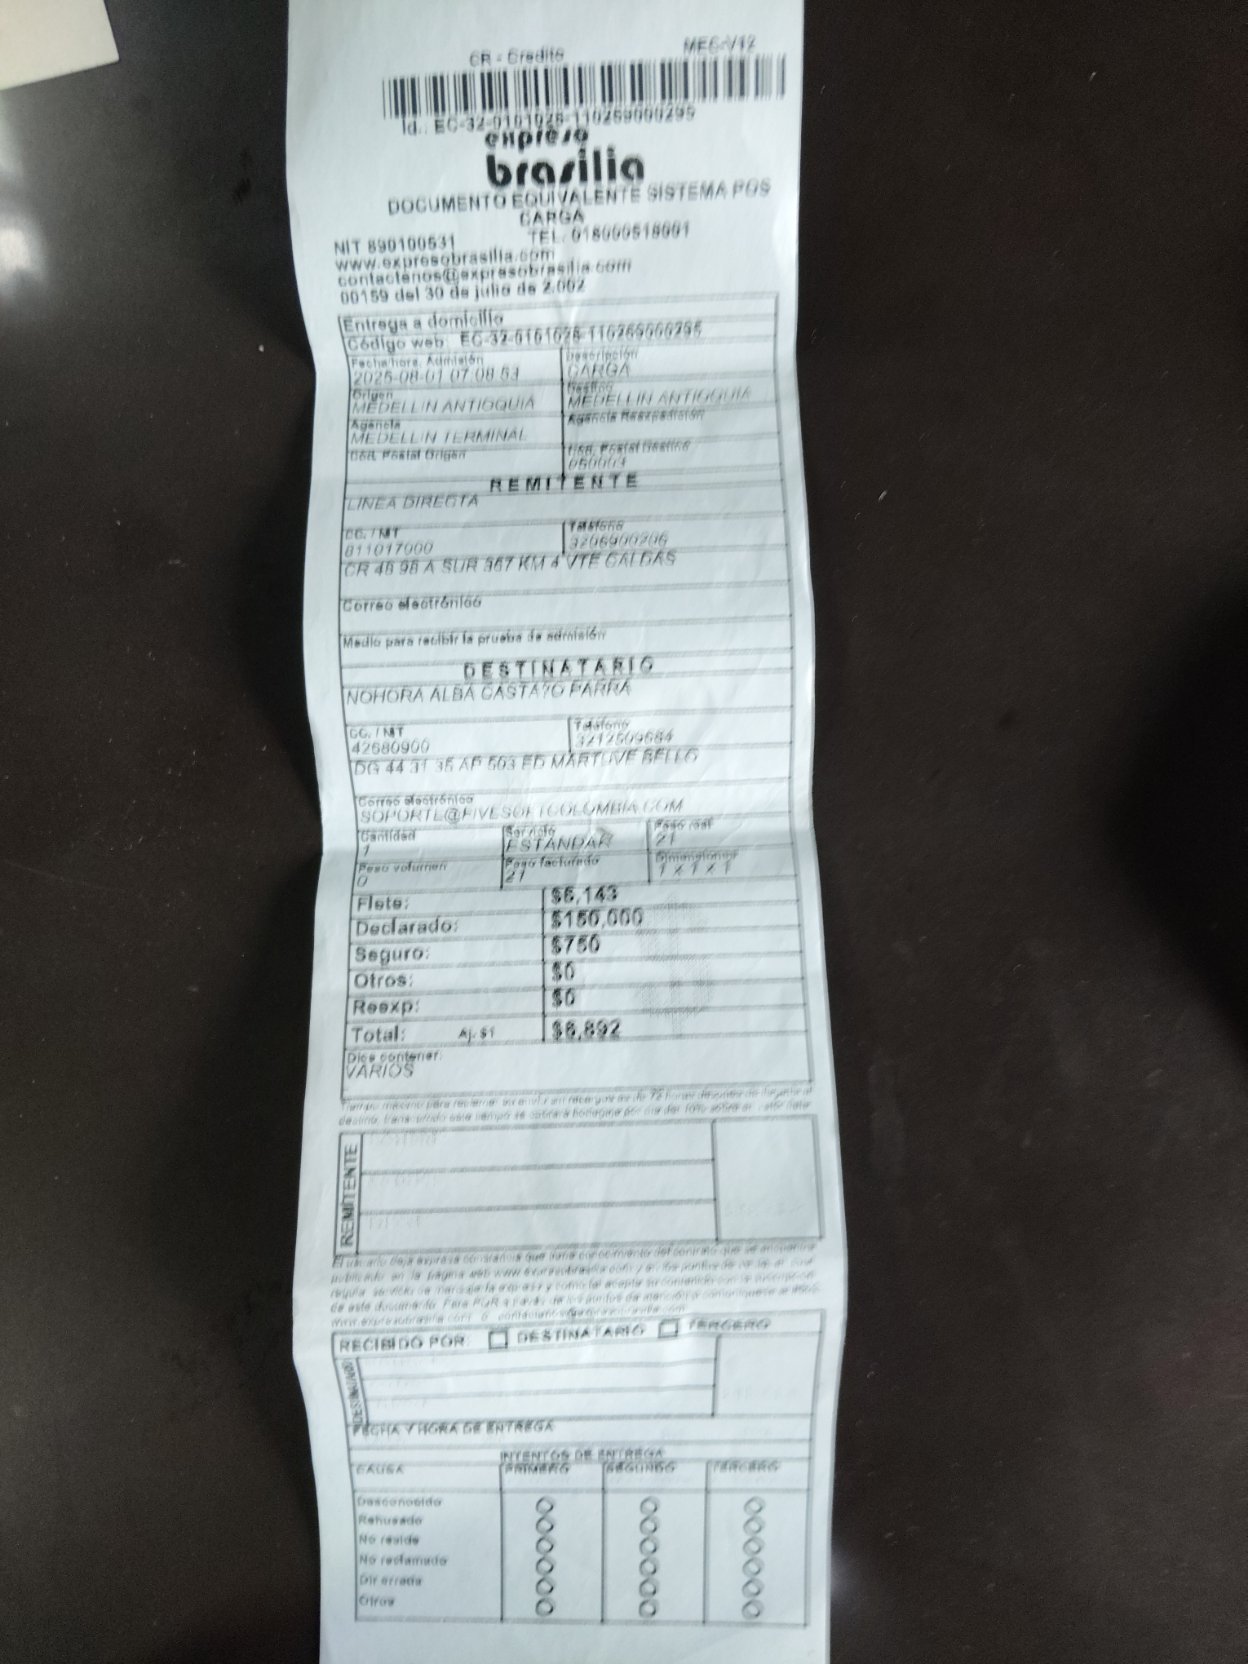 CR - Credito MEC-V12
Id.: EC-32-0101028-110269000295
expreso
brasilia
DOCUMENTO EQUIVALENTE SISTEMA POS
CARGA
NIT 890100531 TEL. 018000518001
www.expresobrasilia.com
contactenos@expresobrasilia.com
00159 del 30 de julio de 2.002
Entrega a domicilio
Código web: EC-32-0101028-110269000295
Fecha/hora. Admisión Descripción
2025-08-01 07:08:53 CARGA
Origen Destino
MEDELLIN ANTIOQUIA MEDELLIN ANTIOQUIA
Agencia Agencia Reexpedición
MEDELLIN TERMINAL
Cód. Postal Origen Cód. Postal Destino
REMITENTE
LINEA DIRECTA
CC. / NIT Teléfono
811017000 3206900206
CR 48 98 A SUR 367 KM 4 VTE CALDAS
Correo electrónico
Medio para recibir la prueba de admisión
DESTINATARIO
NOHORA ALBA CASTA?O PARRA
CC. / NIT Teléfono
42680900
DG 44 31 35 AP 503 ED MARTUVE BELLO
Correo electrónico
SOPORTE@FIVESOFTCOLOMBIA.COM
Cantidad Servicio Peso real
1 ESTANDAR 21
Peso volumen Peso facturado Dimensiones
0 21 1 x 1 x 1
Flete: $6,143
Declarado: $150,000
Seguro: $750
Otros: $0
Reexp: $0
Total: Aj. $1 $6,892
Dice contener:
VARIOS
REMITENTE
RECIBIDO POR: DESTINATARIO TERCERO
DESTINATARIO
FECHA Y HORA DE ENTREGA
INTENTOS DE ENTREGA
CAUSA PRIMERO SEGUNDO TERCERO
Desconocido
Rehusado
No reside
No reclamado
Dir errada
Otros